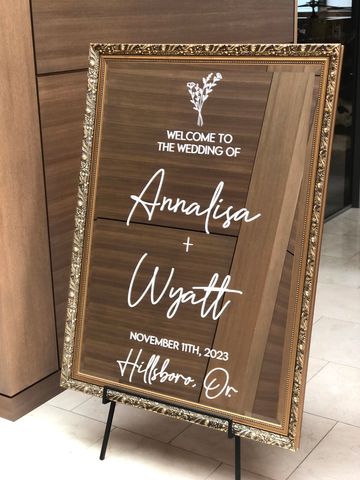 WELCOME TO
THE WEDDING OF
Annalisa
+
Wyatt
NOVEMBER 11TH, 2023
Hillsboro, Or